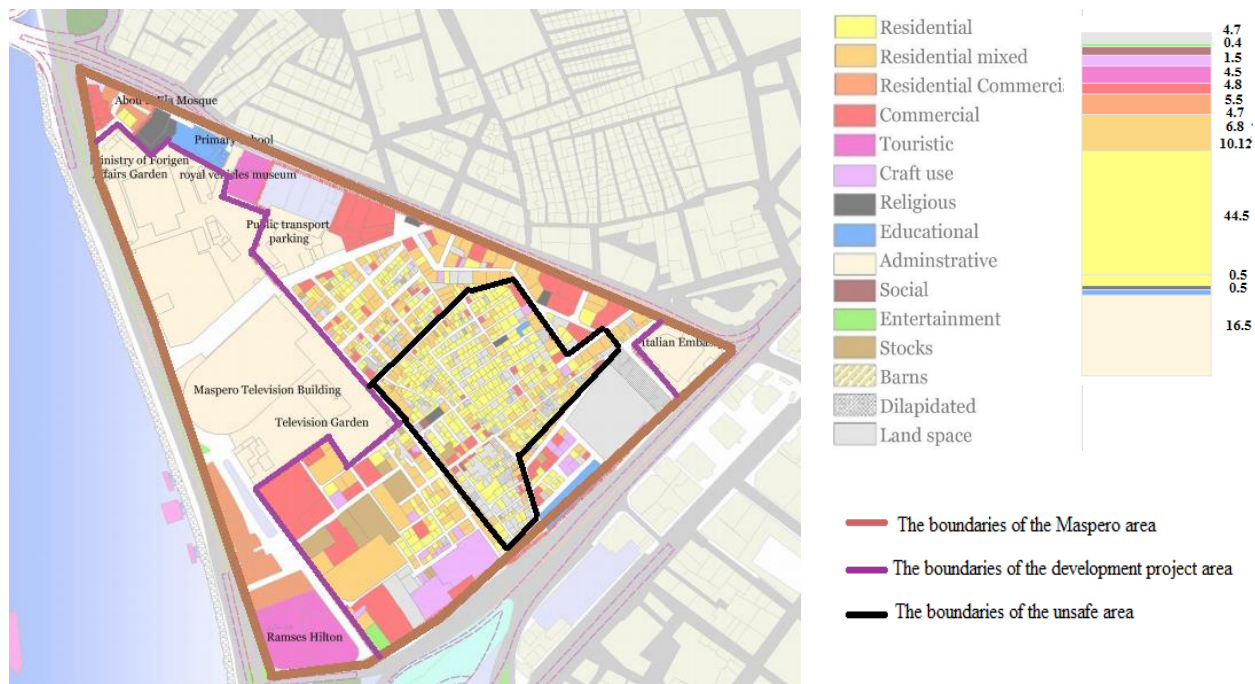 Abou El Ela Mosque
Primary school
Ministry of Forigen
Affairs Garden
royal vehicles museum
Public transport
parking
Italian Embas
Maspero Television Building
Television Garden
Ramses Hilton
Residential
Residential mixed
Residential Commerci
Commercial
Touristic
Craft use
Religious
Educational
Adminstrative
Social
Entertainment
Stocks
Barns
Dilapidated
Land space
4.7
0.4
1.5
4.5
4.8
5.5
4.7
6.8
10.12
44.5
0.5
0.5
16.5
The boundaries of the Maspero area
The boundaries of the development project area
The boundaries of the unsafe area